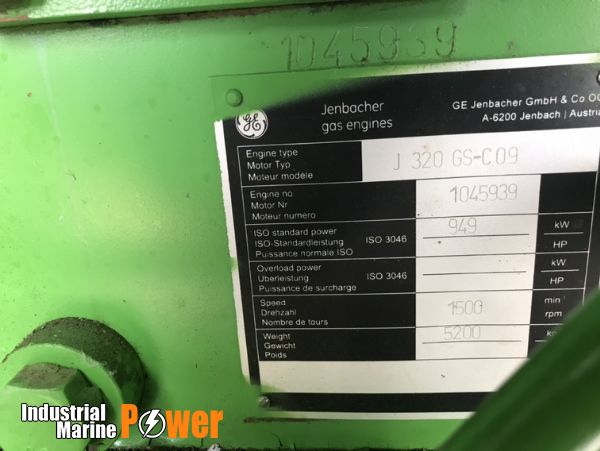 1045939
GE
Jenbacher
gas engines
GE Jenbacher GmbH & Co O
A-6200 Jenbach | Austria
Engine type
Motor Typ
Moteur modèle
J 320 GS-C09
Engine no
Motor Nr
Moteur numero
1045939
ISO standard power
ISO-Standardleistung
Puissance normale ISO
ISO 3046
949
kW
HP
Overload power
Überleistung
Puissance de surcharge
ISO 3046
kW
HP
Speed
Drehzahl
Nombre de tours
1500
min
rpm
Weight
Gewicht
Poids
5200
Industrial
Marine
Power